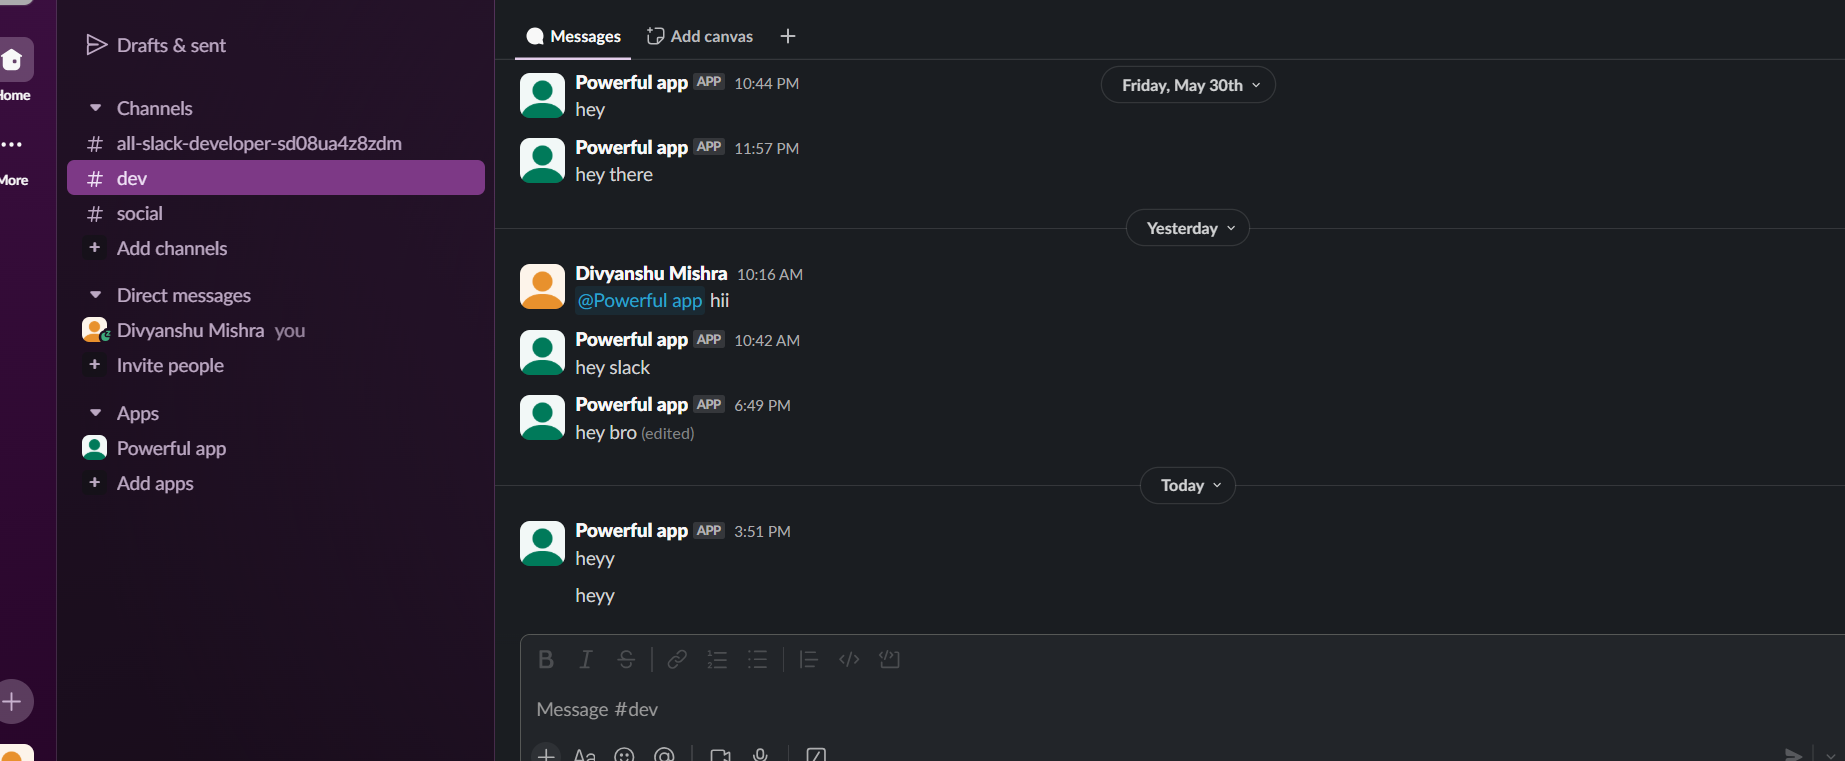 Home
More
Drafts & sent
Channels
# all-slack-developer-sd08ua4z8zdm
# dev
# social
+ Add channels
Direct messages
Divyanshu Mishra you
+ Invite people
Apps
Powerful app
+ Add apps
Messages Add canvas +
Friday, May 30th
Powerful app APP 10:44 PM
hey
Powerful app APP 11:57 PM
hey there
Yesterday
Divyanshu Mishra 10:16 AM
@Powerful app hii
Powerful app APP 10:42 AM
hey slack
Powerful app APP 6:49 PM
hey bro (edited)
Today
Powerful app APP 3:51 PM
heyy
heyy
Message #dev
Aa